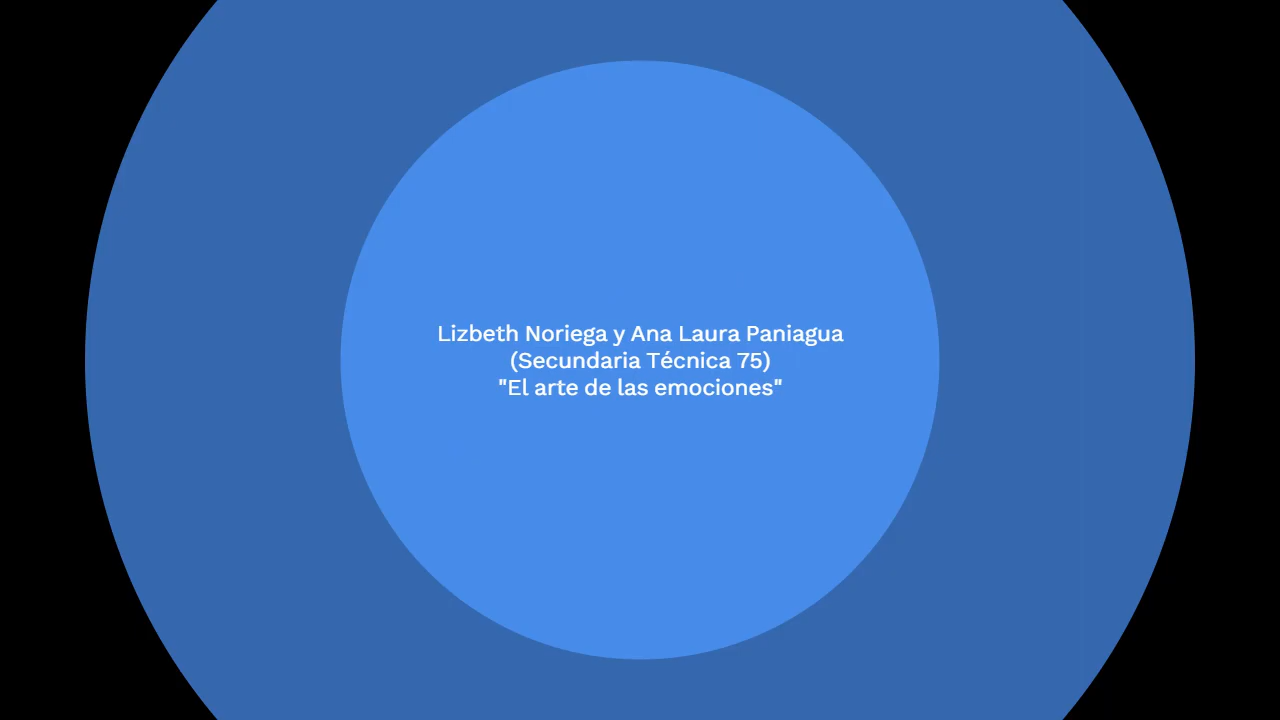 Lizbeth Noriega y Ana Laura Paniagua
(Secundaria Técnica 75)
"El arte de las emociones"